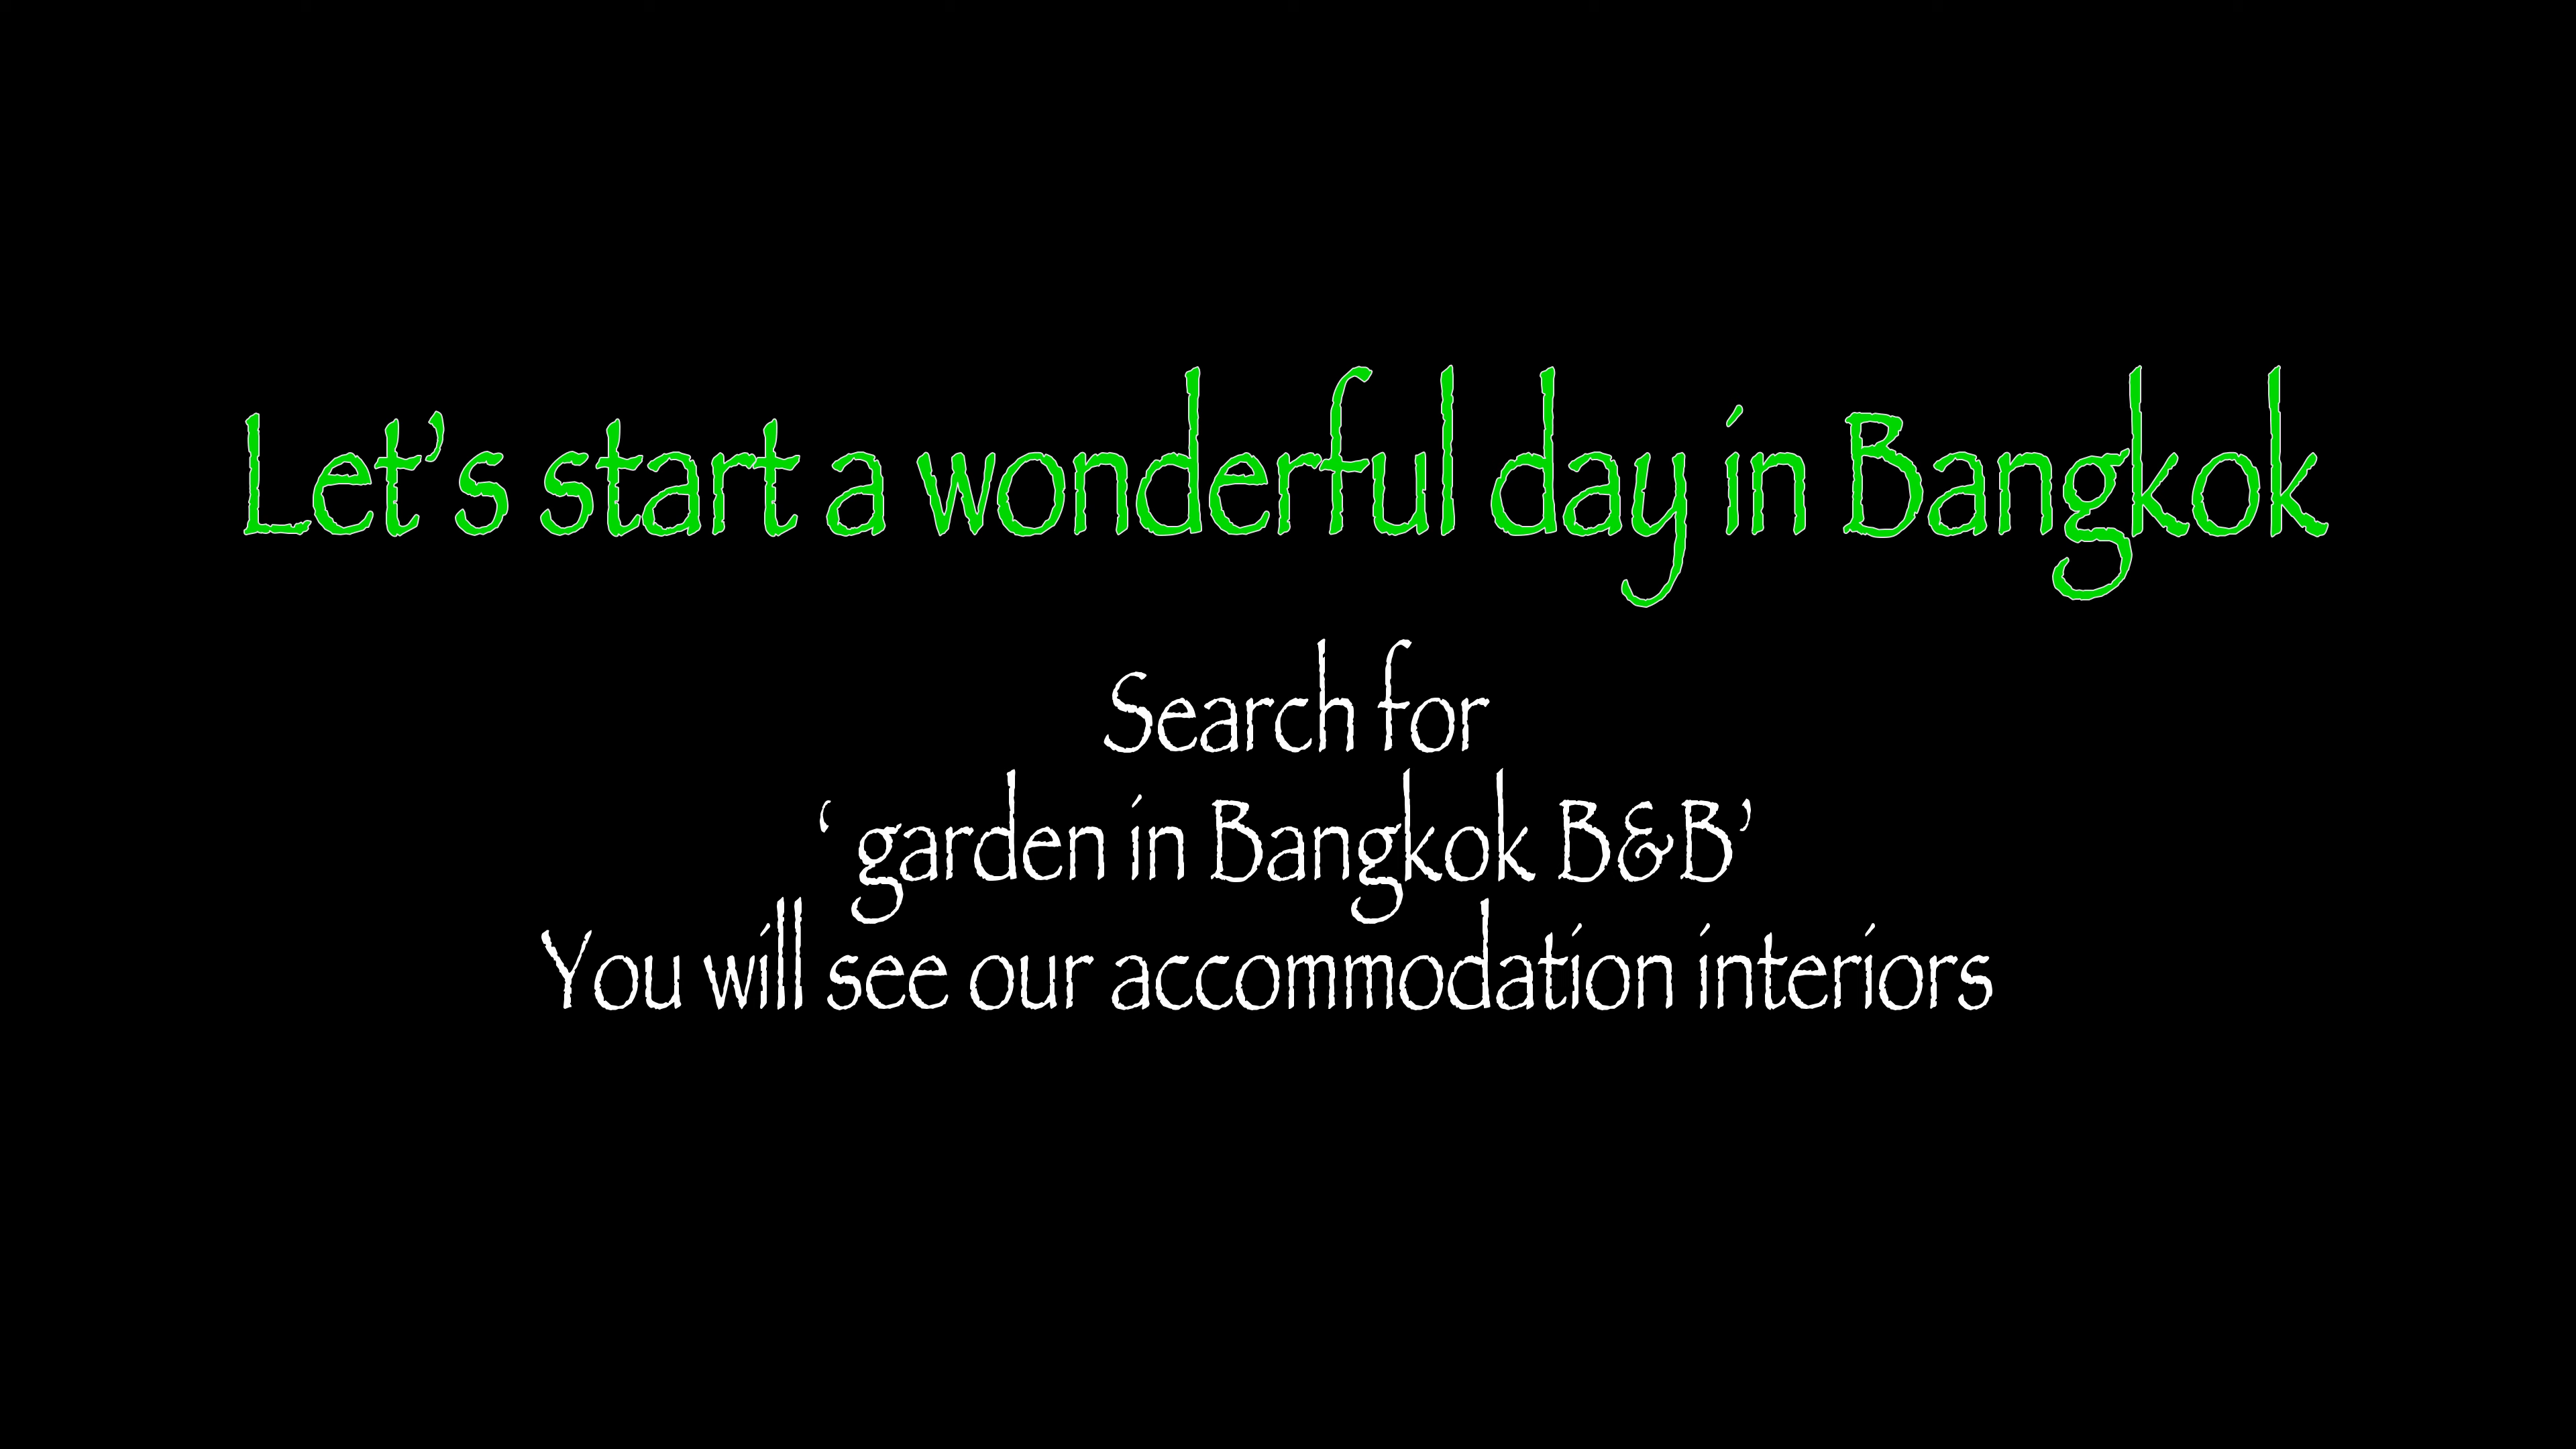 Let’s start a wonderful day in Bangkok
Search for
‘ garden in Bangkok B&B’
You will see our accommodation interiors